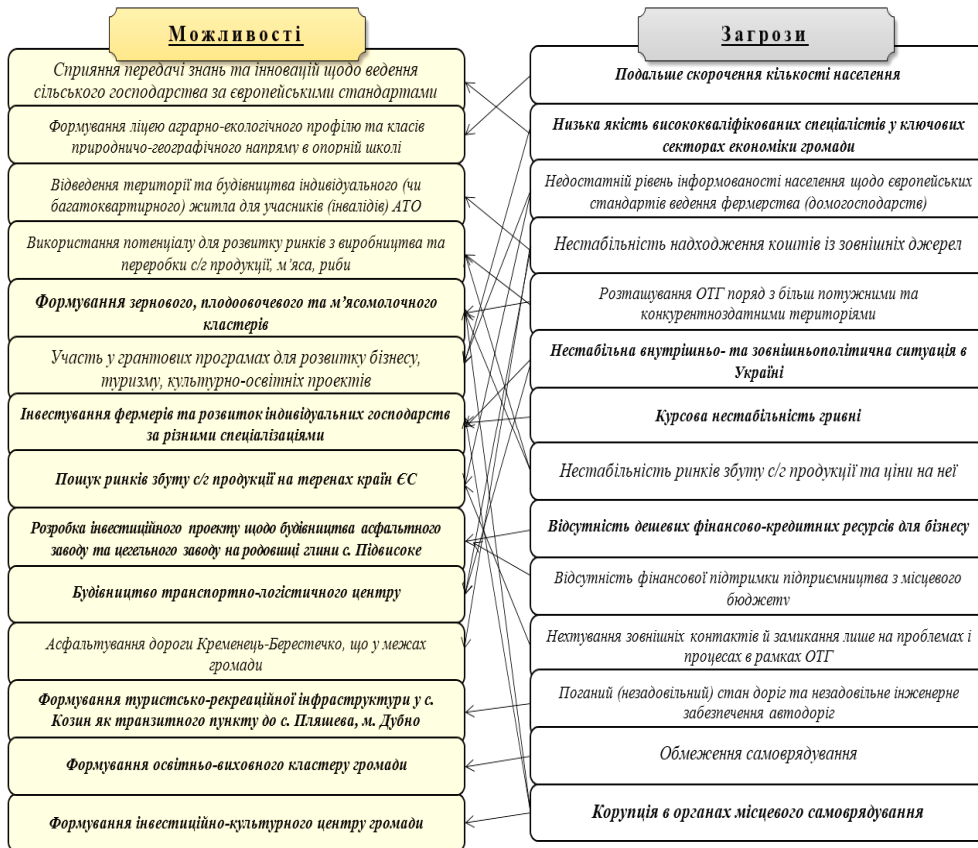 Можливості
Сприяння передачі знань та інновацій щодо ведення
сільського господарства за європейськими стандартами
Формування ліцею аграрно-екологічного профілю та класів
природничо-географічного напряму в опорній школі
Відведення території та будівництва індивідуального (чи
багатоквартирного) житла для учасників (інвалідів) АТО
Використання потенціалу для розвитку ринків з виробництва та
переробки с/г продукції, м’яса, риби
Формування зернового, плодоовочевого та м’ясомолочного
кластерів
Участь у грантових програмах для розвитку бізнесу,
туризму, культурно-освітніх проектів
Інвестування фермерів та розвиток індивідуальних господарств
за різними спеціалізаціями
Пошук ринків збуту с/г продукції на теренах країн ЄС
Розробка інвестиційного проекту щодо будівництва асфальтного
заводу та цегельного заводу на родовищі глини с. Підвисоке
Будівництво транспортно-логістичного центру
Асфальтування дороги Кременець-Берестечко, що у межах
громади
Формування туристсько-рекреаційної інфраструктури у с.
Козин як транзитного пункту до с. Пляшева, м. Дубно
Формування освітньо-виховного кластеру громади
Формування інвестиційно-культурного центру громади
Загрози
Подальше скорочення кількості населення
Низька якість висококваліфікованих спеціалістів у ключових
секторах економіки громади
Недостатній рівень інформованості населення щодо європейських
стандартів ведення фермерства (домогосподарств)
Нестабільність надходження коштів із зовнішніх джерел
Розташування ОТГ поряд з більш потужними та
конкурентноздатними територіями
Нестабільна внутрішньо- та зовнішньополітична ситуація в
Україні
Курсова нестабільність гривні
Нестабільність ринків збуту с/г продукції та ціни на неї
Відсутність дешевих фінансово-кредитних ресурсів для бізнесу
Відсутність фінансової підтримки підприємництва з місцевого
бюджету
Нехтування зовнішніх контактів й замикання лише на проблемах і
процесах в рамках ОТГ
Поганий (незадовільний) стан доріг та незадовільне інженерне
забезпечення автодоріг
Обмеження самоврядування
Корупція в органах місцевого самоврядування